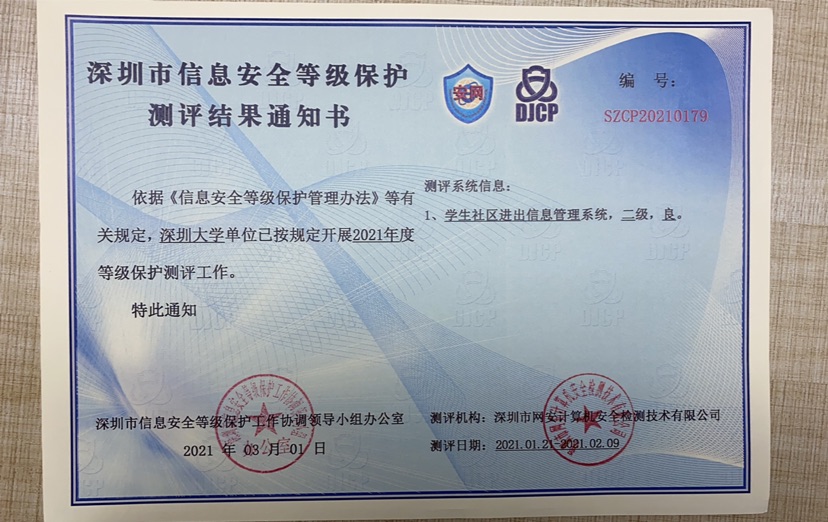 深圳市信息安全等级保护
测评结果通知书
安网
DJCP
编 号：
SZCP20210179
依据《信息安全等级保护管理办法》等有
关规定，深圳大学单位已按规定开展2021年度
等级保护测评工作。
特此通知
测评系统信息：
1、学生社区进出信息管理系统，二级，良。
深圳市信息安全等级保护工作协调领导小组办公室
2021 年 03 月 01 日
办公室
测评机构：深圳市网安计算机安全检测技术有限公司
测评日期：2021.01.21-2021.02.09